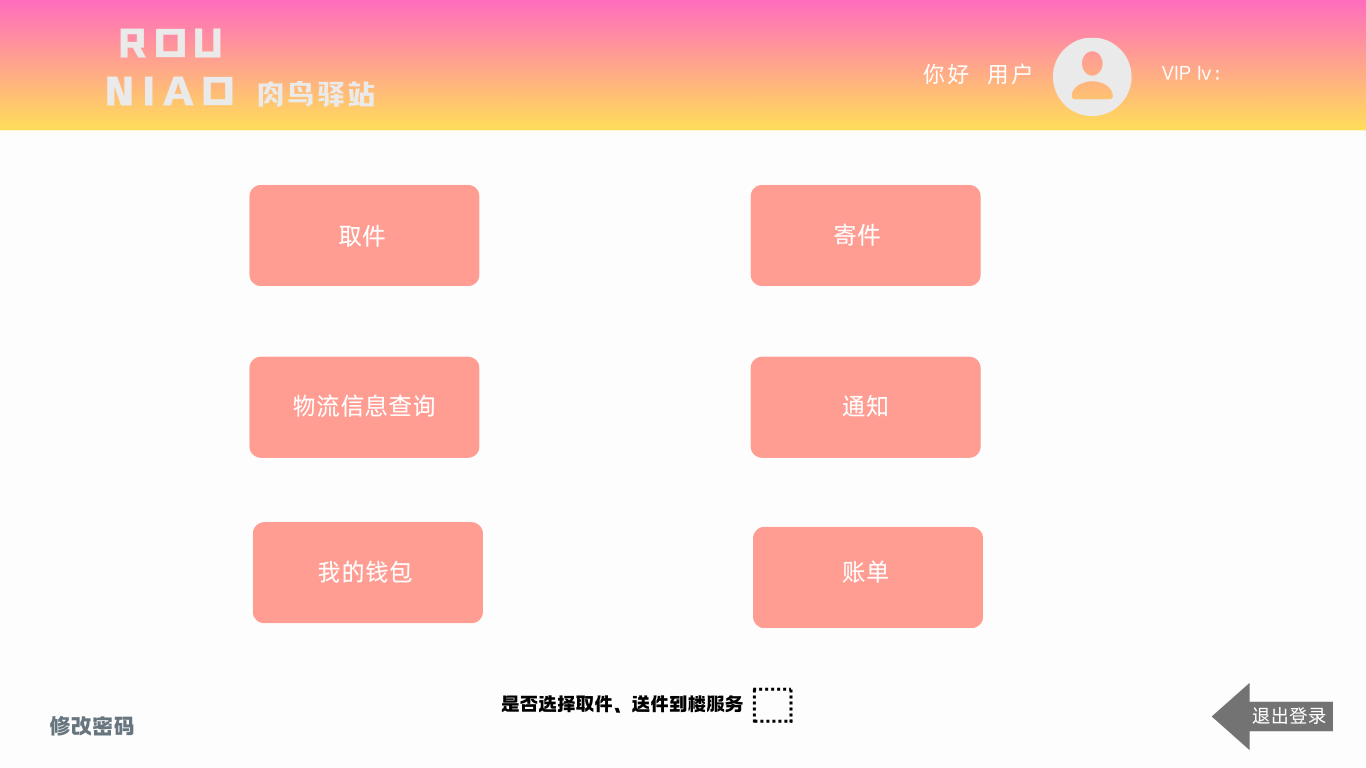 ROU
NIAO 肉鸟驿站
你好 用户
VIP lv:
取件
寄件
物流信息查询
通知
我的钱包
账单
是否选择取件、送件到楼服务
修改密码
退出登录